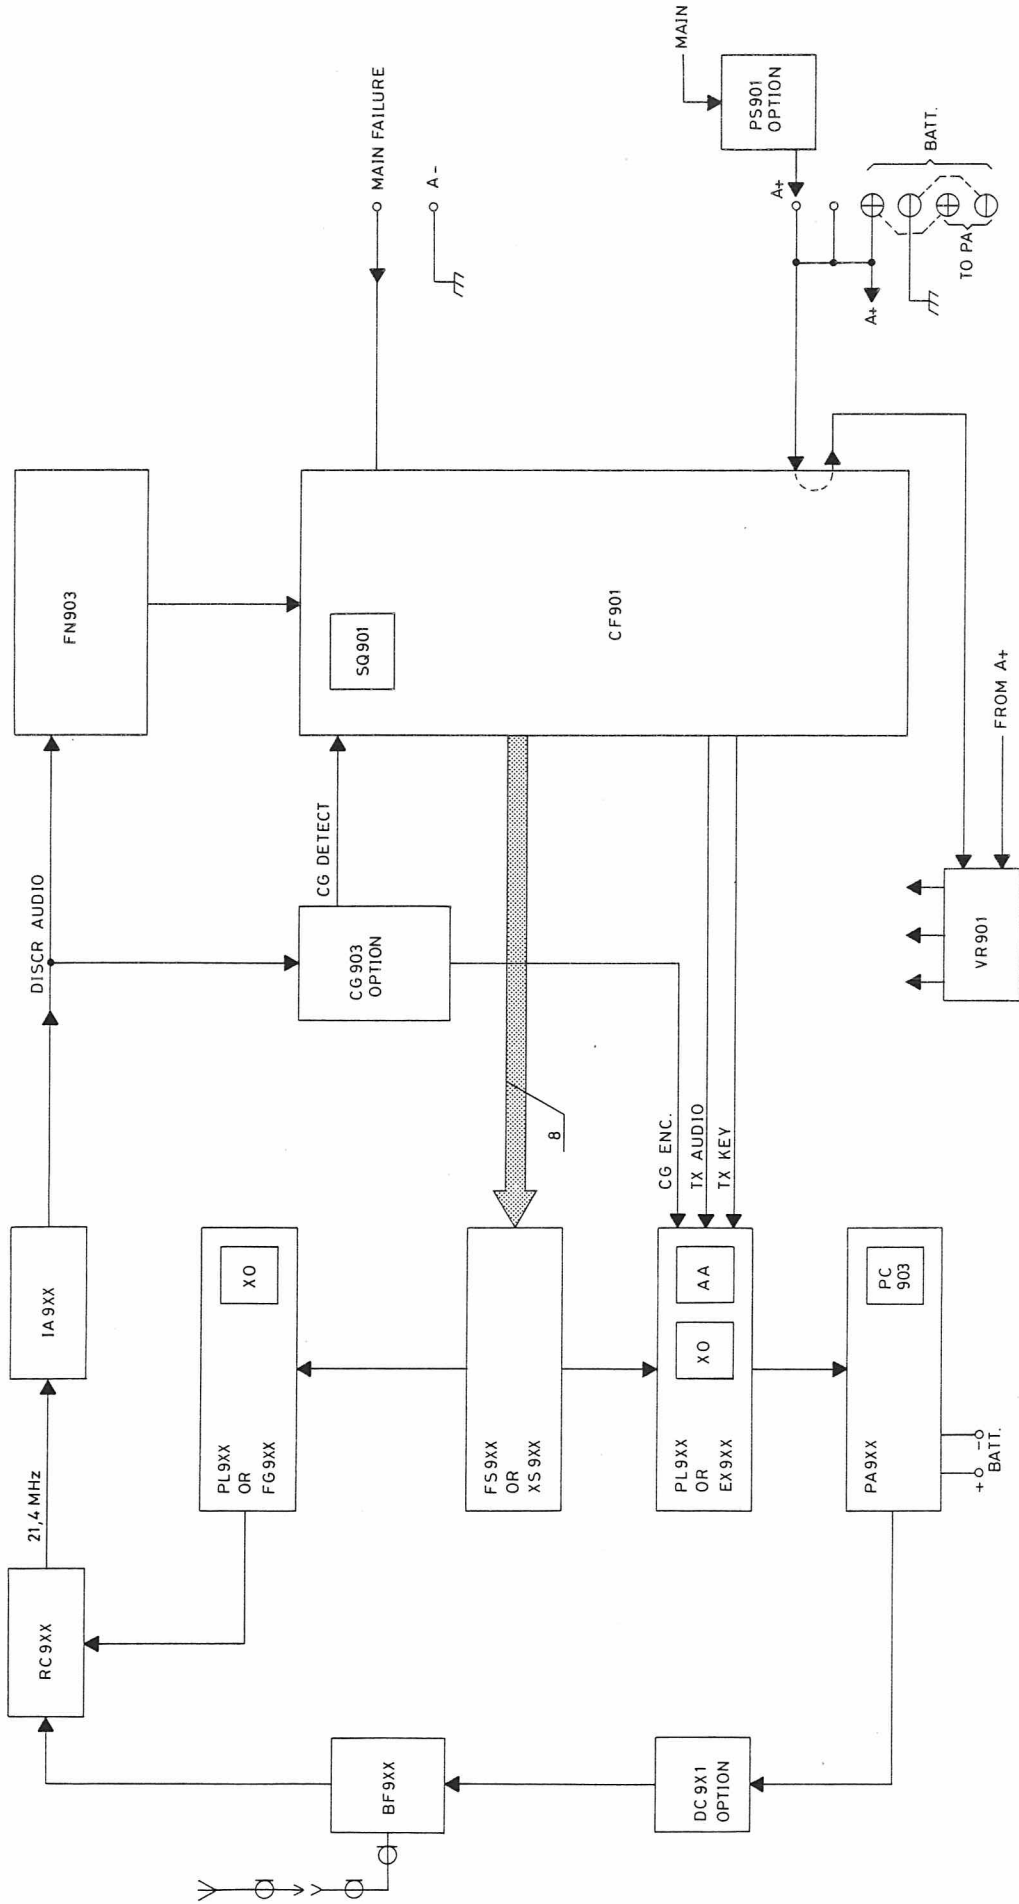 RC9XX
21,4 MHz
IA9XX
DISCR AUDIO
FN903
PL9XX
OR
FG9XX
XO
CG903
OPTION
CG DETECT
SQ901
CF901
MAIN FAILURE
A-
BF9XX
FS9XX
OR
XS9XX
8
DC9X1
OPTION
PL9XX
OR
EX9XX
XO
AA
CG ENC.
TX AUDIO
TX KEY
MAIN
PS901
OPTION
A+
A+
TO PA
BATT.
PA9XX
PC
903
+ -
BATT.
VR901
FROM A+